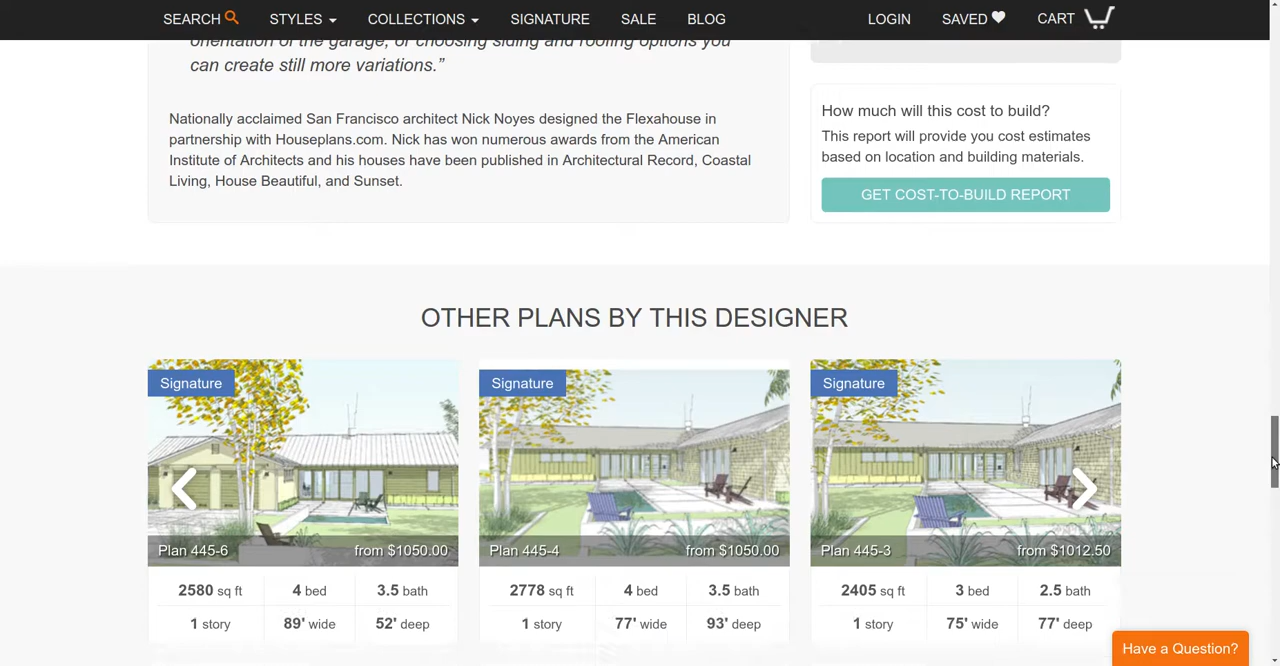 SEARCH STYLES COLLECTIONS SIGNATURE SALE BLOG LOGIN SAVED CART
orientation of the garage, or choosing siding and roofing options you
can create still more variations.”
Nationally acclaimed San Francisco architect Nick Noyes designed the Flexahouse in
partnership with Houseplans.com. Nick has won numerous awards from the American
Institute of Architects and his houses have been published in Architectural Record, Coastal
Living, House Beautiful, and Sunset.
How much will this cost to build?
This report will provide you cost estimates
based on location and building materials.
GET COST-TO-BUILD REPORT
OTHER PLANS BY THIS DESIGNER
Signature
Plan 445-6 from $1050.00
2580 sq ft 4 bed 3.5 bath
1 story 89' wide 52' deep
Signature
Plan 445-4 from $1050.00
2778 sq ft 4 bed 3.5 bath
1 story 77' wide 93' deep
Signature
Plan 445-3 from $1012.50
2405 sq ft 3 bed 2.5 bath
1 story 75' wide 77' deep
Have a Question?